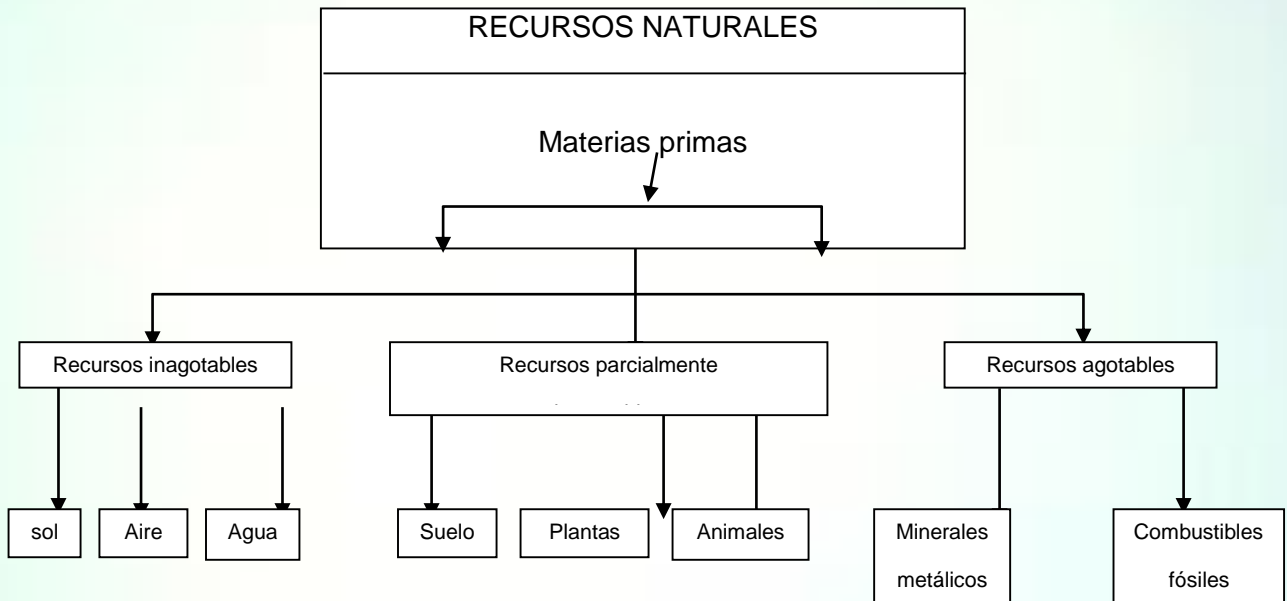 RECURSOS NATURALES
Materias primas
Recursos inagotables
Recursos parcialmente
Recursos agotables
sol
Aire
Agua
Suelo
Plantas
Animales
Minerales
metálicos
Combustibles
fósiles